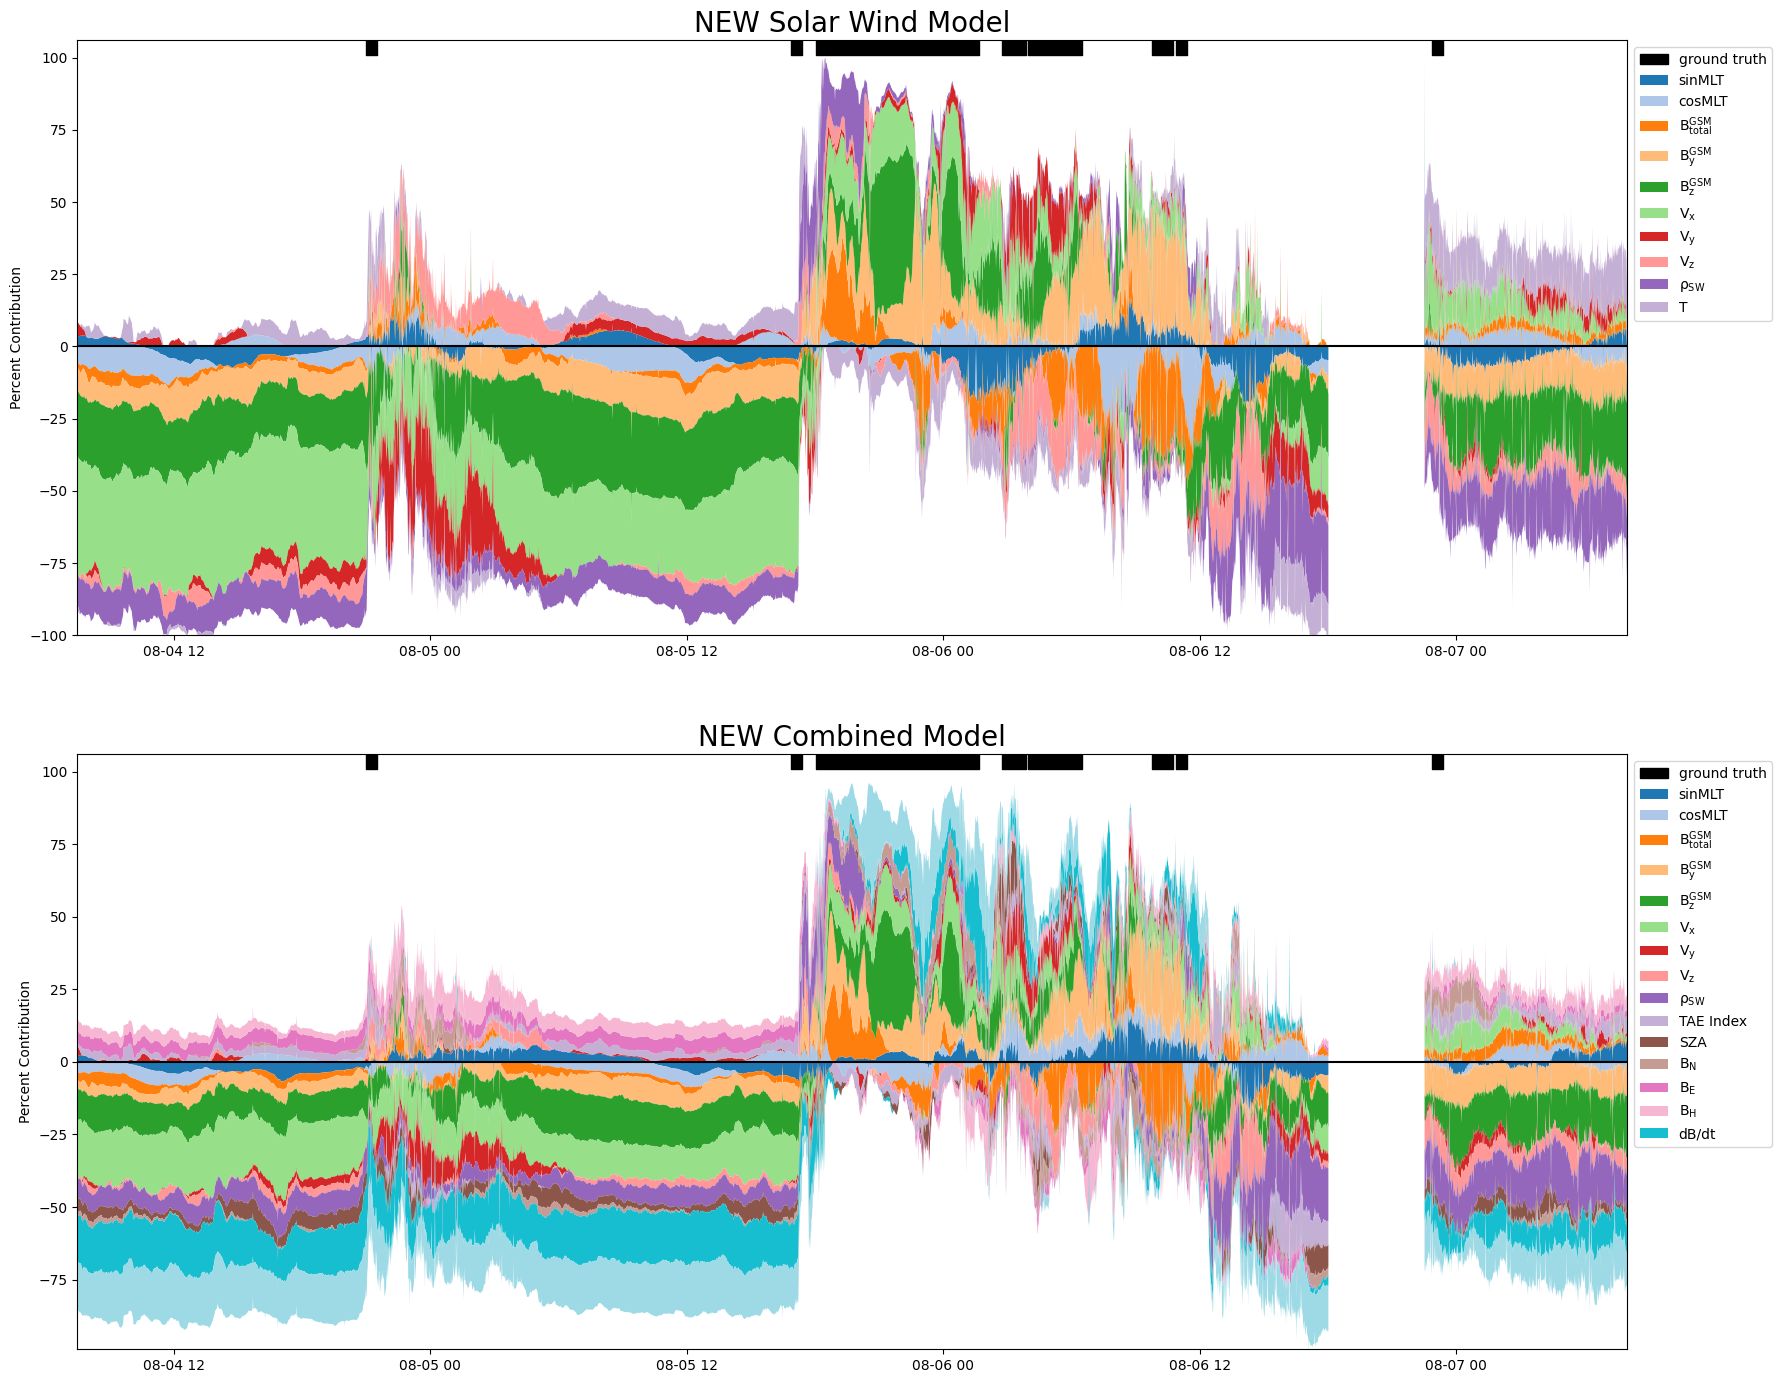 NEW Solar Wind Model
Percent Contribution
100
75
50
25
0
−25
−50
−75
−100
08-04 12
08-05 00
08-05 12
08-06 00
08-06 12
08-07 00
ground truth
sinMLT
cosMLT
B_total^GSM
B_y^GSM
B_z^GSM
V_x
V_y
V_z
ρ_SW
T
NEW Combined Model
Percent Contribution
100
75
50
25
0
−25
−50
−75
08-04 12
08-05 00
08-05 12
08-06 00
08-06 12
08-07 00
ground truth
sinMLT
cosMLT
B_total^GSM
B_y^GSM
B_z^GSM
V_x
V_y
V_z
ρ_SW
TAE Index
SZA
B_N
B_E
B_H
dB/dt